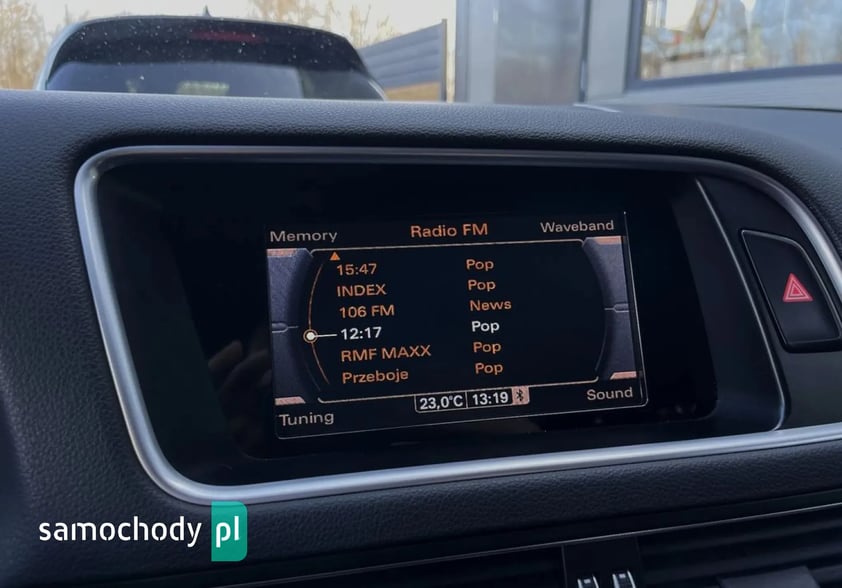 Memory Radio FM Waveband
15:47 Pop
INDEX Pop
106 FM News
12:17 Pop
RMF MAXX Pop
Przeboje Pop
Tuning 23,0°C 13:19 Sound
samochody pl